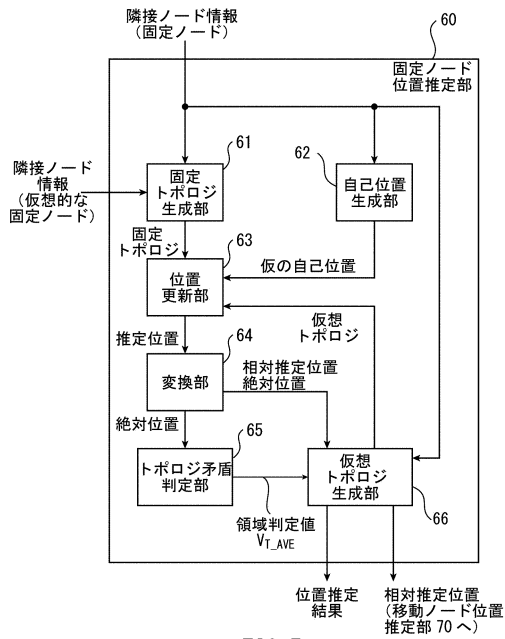 隣接ノード情報
（固定ノード）
60
固定ノード
位置推定部
61
62
隣接ノード
情報
（仮想的な
固定ノード）
固定
トポロジ
生成部
自己位置
生成部
固定
トポロジ
63
仮の自己位置
位置
更新部
仮想
トポロジ
推定位置
64
相対推定位置
絶対位置
変換部
絶対位置
65
トポロジ矛盾
判定部
仮想
トポロジ
生成部
66
領域判定値
VT_AVE
位置推定
結果
相対推定位置
（移動ノード位置
推定部 70 へ）